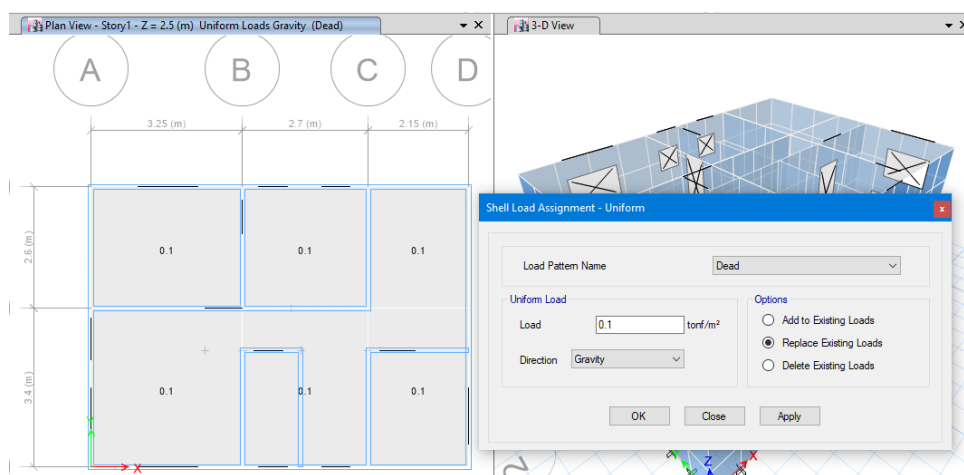 Plan View - Story1 - Z = 2.5 (m) Uniform Loads Gravity (Dead)
3-D View
A
B
C
D
3.25 (m)
2.7 (m)
2.15 (m)
2.6 (m)
3.4 (m)
0.1
0.1
0.1
0.1
0.1
0.1
Y
X
Shell Load Assignment - Uniform
Load Pattern Name
Dead
Uniform Load
Load
0.1
tonf/m²
Direction
Gravity
Options
Add to Existing Loads
Replace Existing Loads
Delete Existing Loads
OK
Close
Apply
Z
X